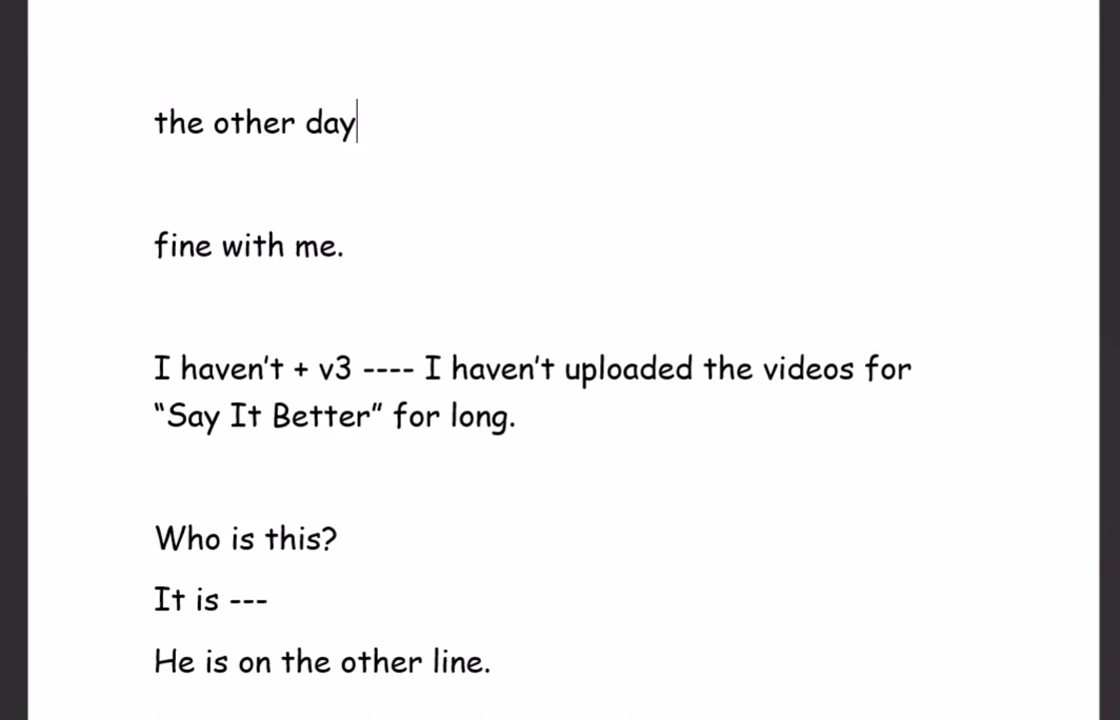 the other day
fine with me.
I haven't + v3 ---- I haven't uploaded the videos for
“Say It Better” for long.
Who is this?
It is ---
He is on the other line.